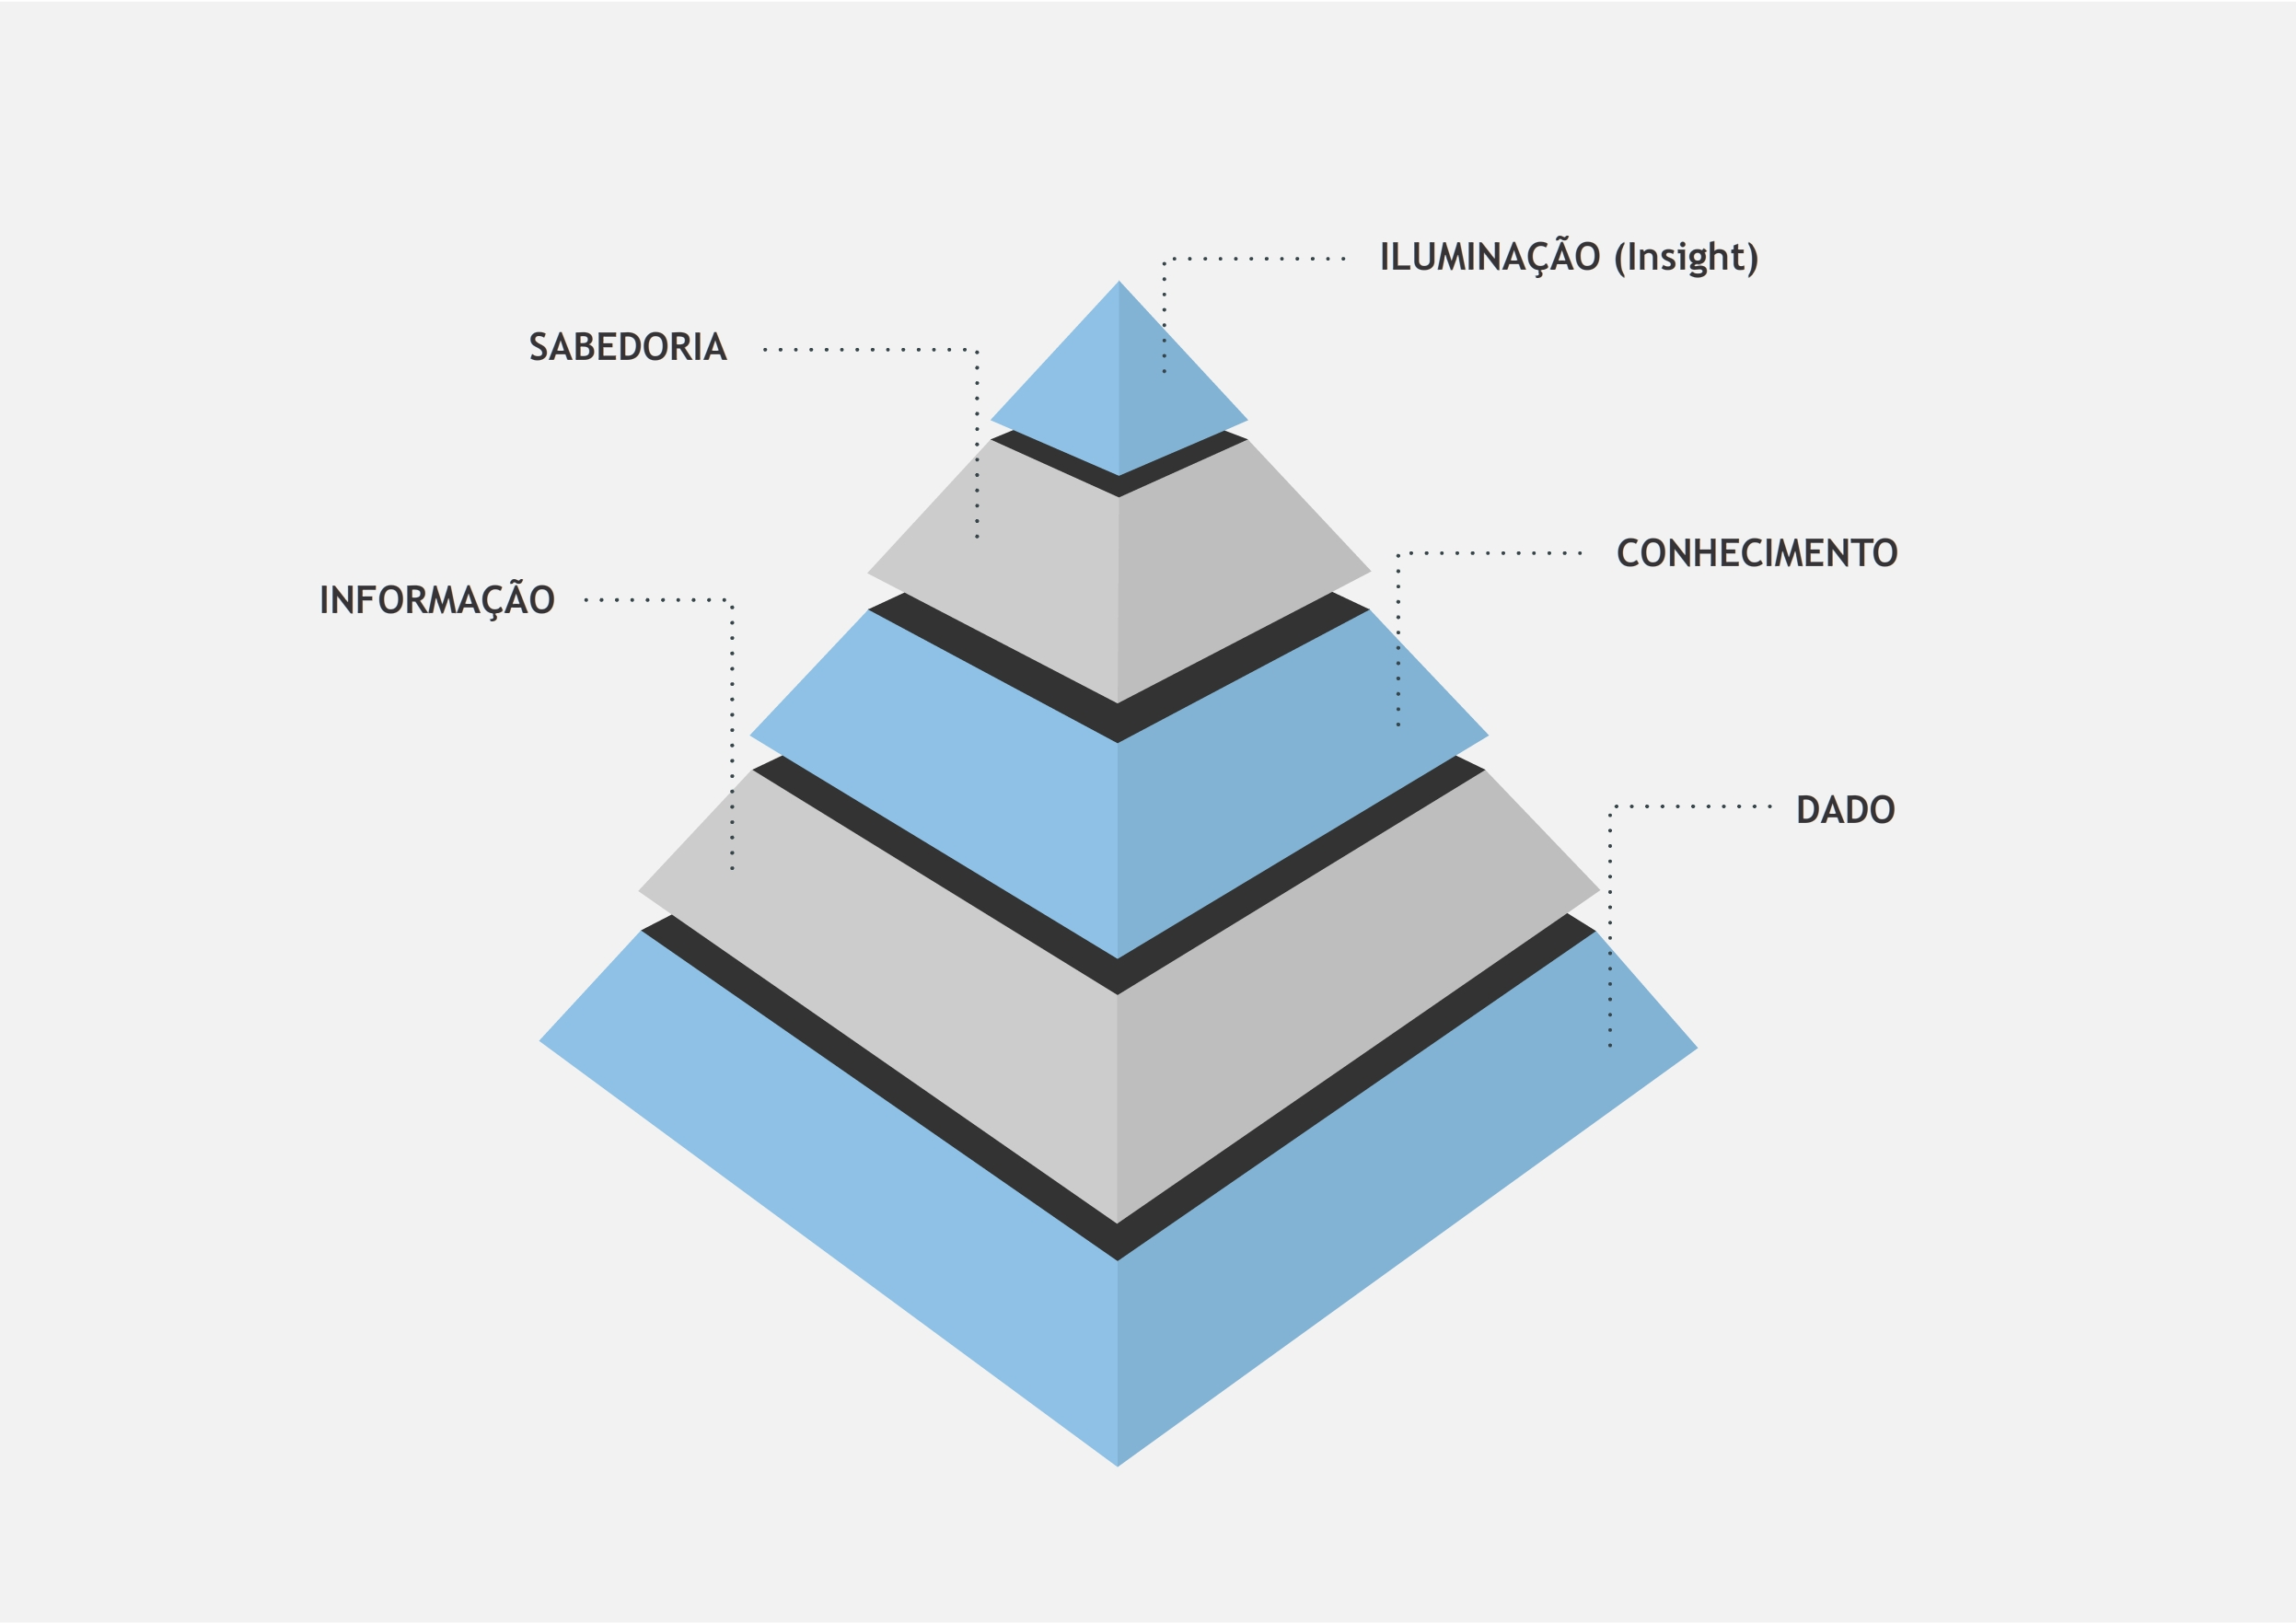 ILUMINAÇÃO (Insight)
SABEDORIA
CONHECIMENTO
INFORMAÇÃO
DADO